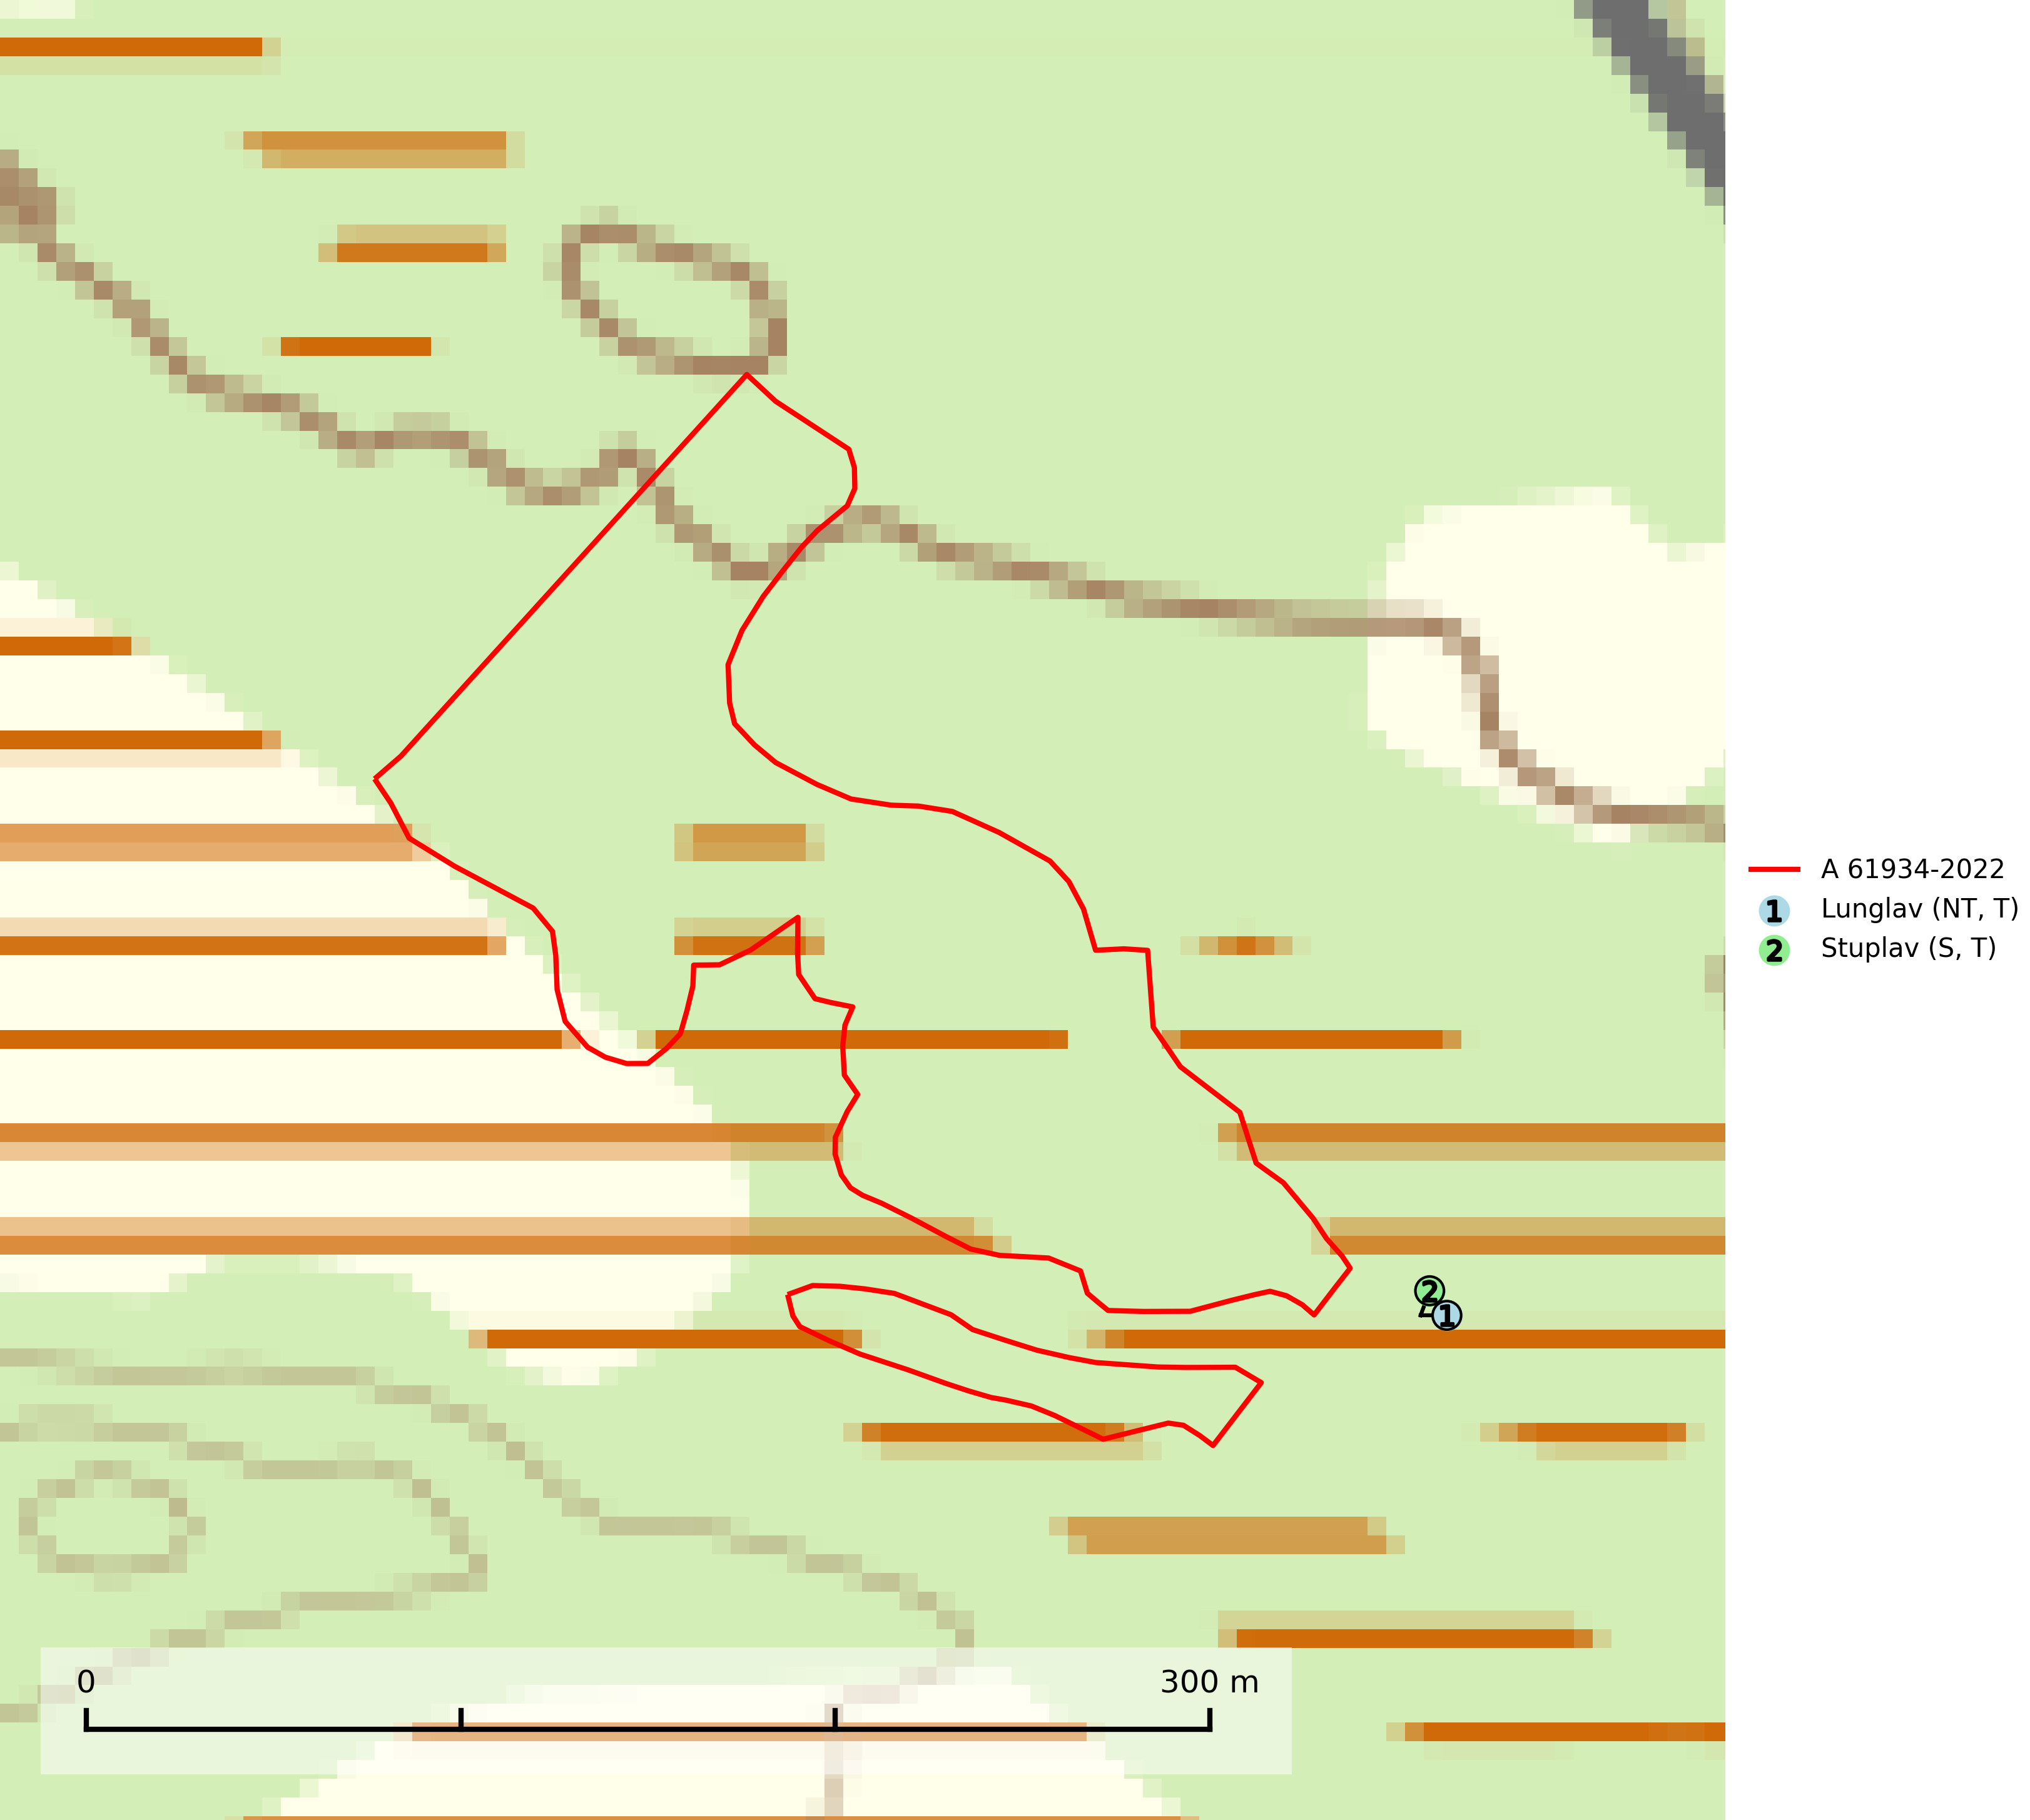 A 61934-2022
1 Lunglav (NT, T)
2 Stuplav (S, T)
2
1
0 300 m